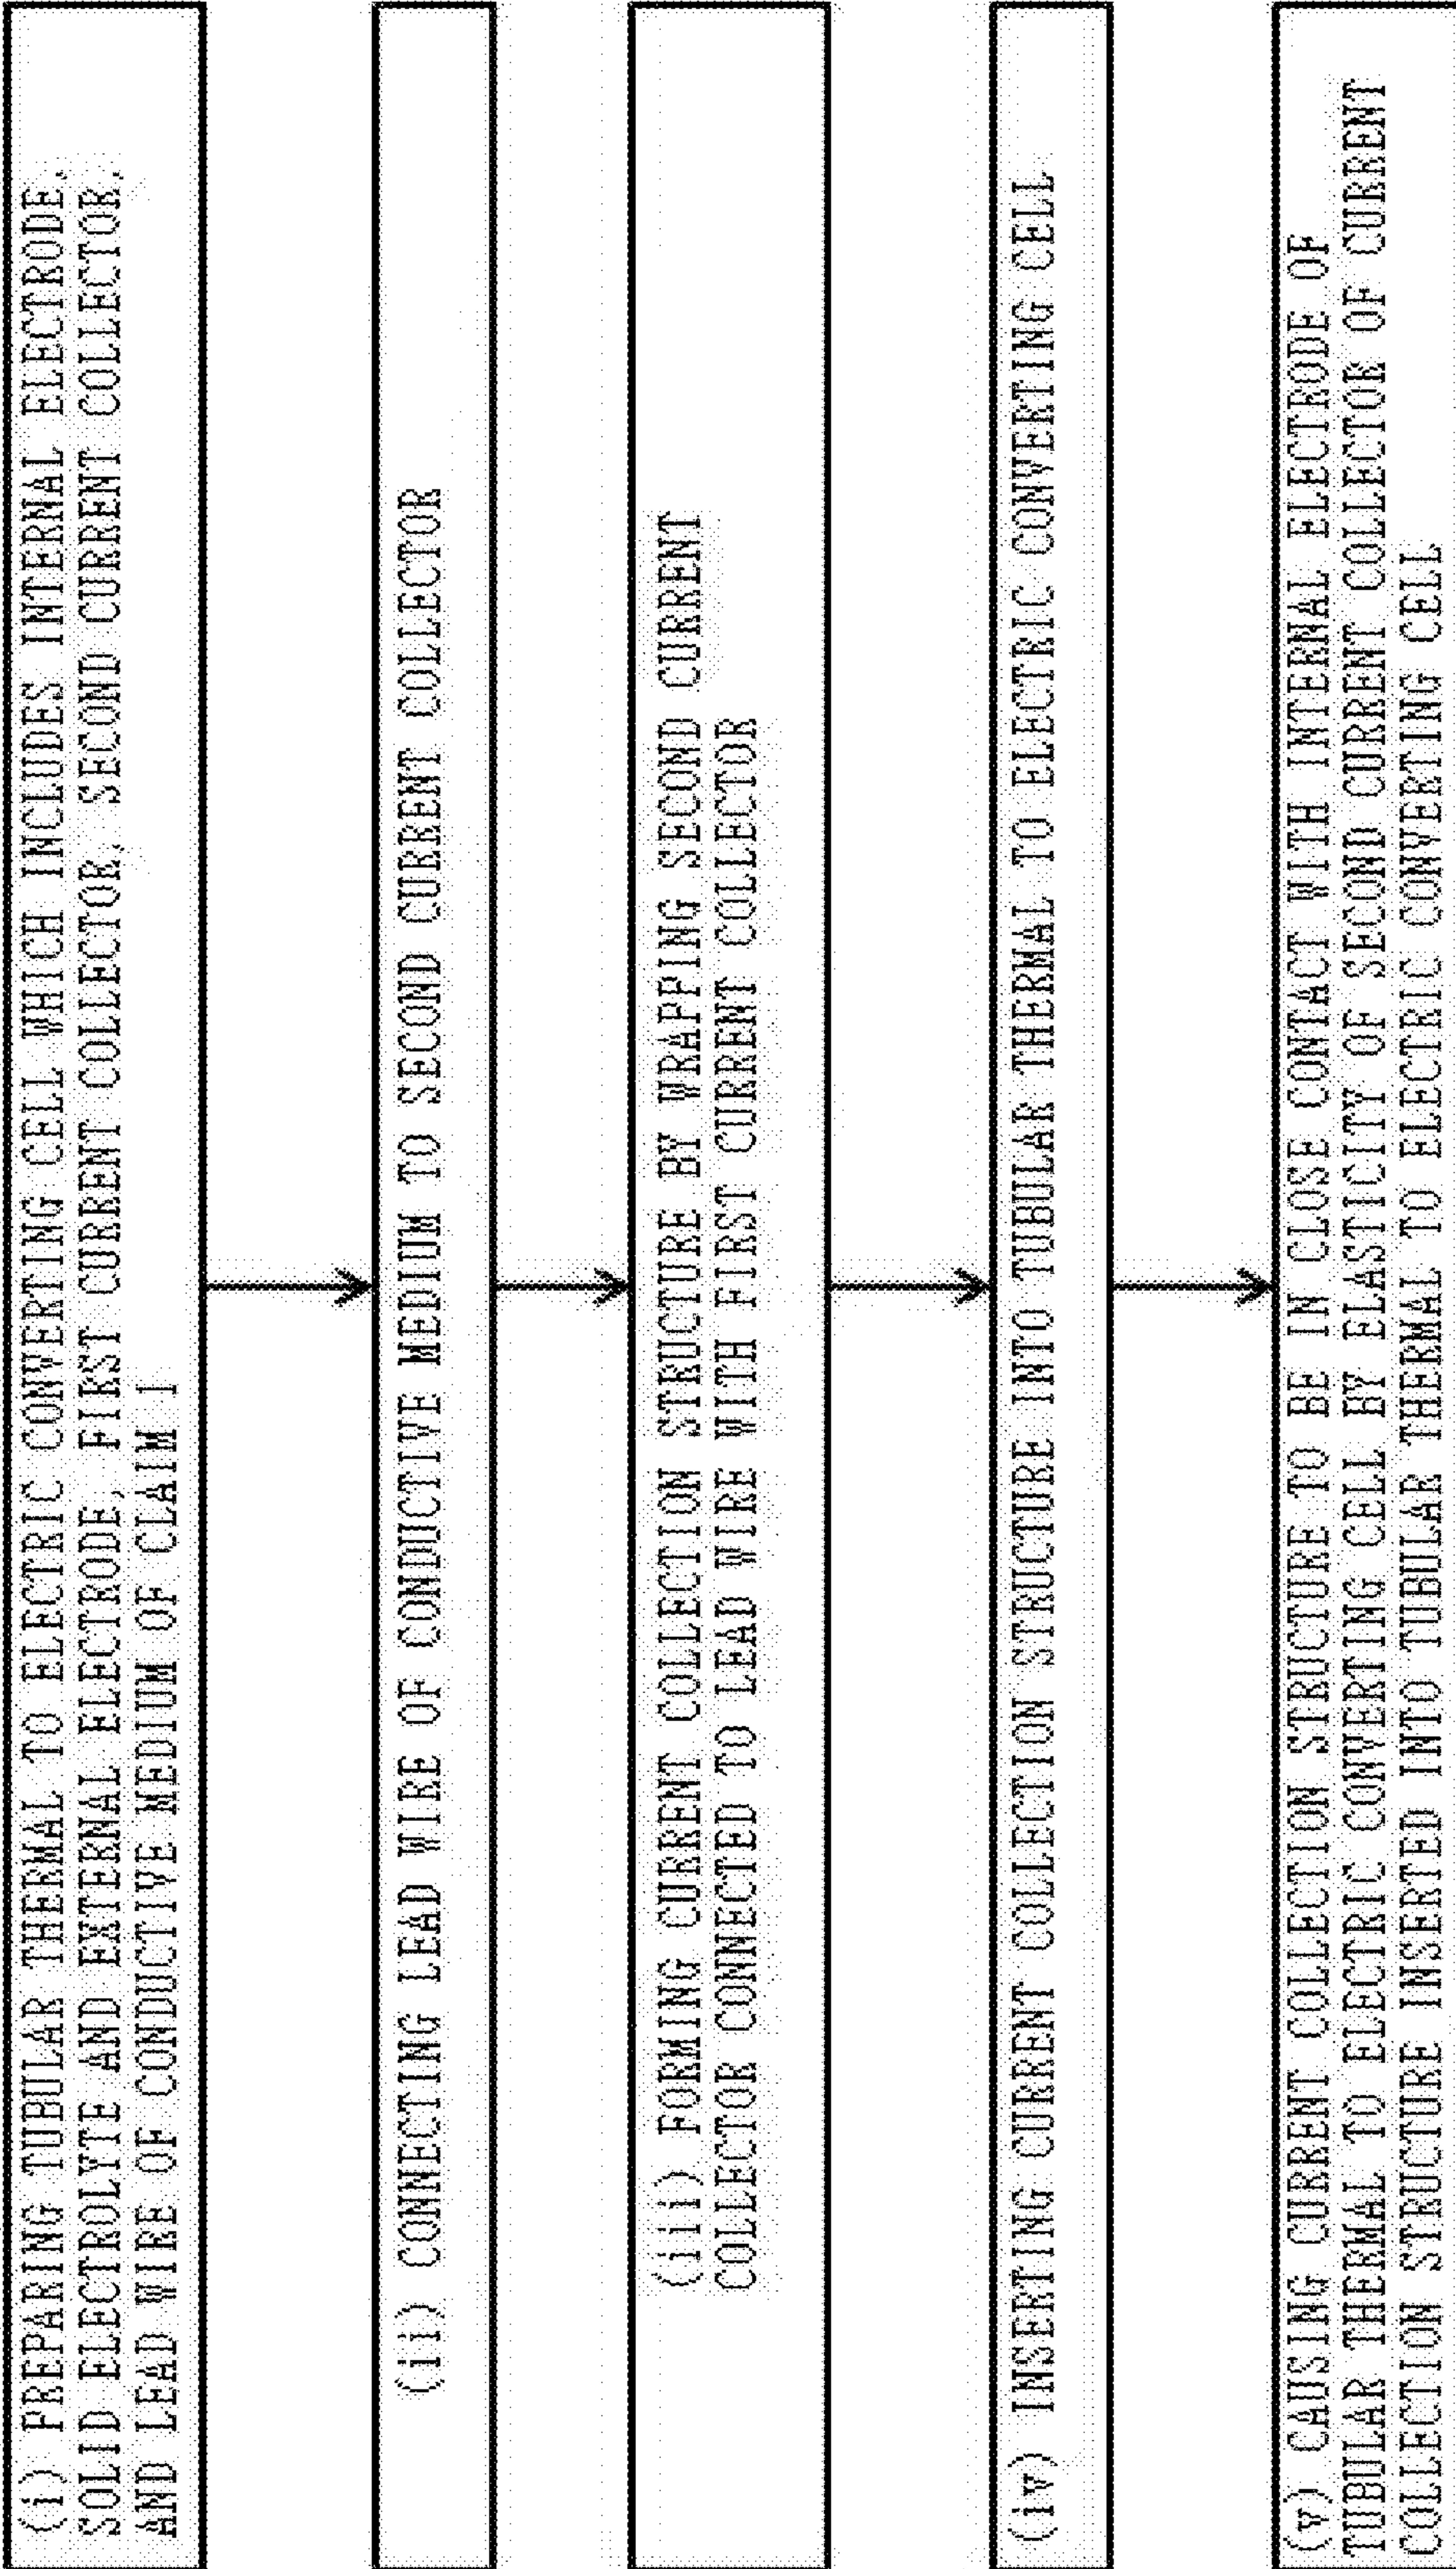 (i) PREPARING TUBULAR THERMAL TO ELECTRIC CONVERTING CELL WHICH INCLUDES INTERNAL ELECTRODE,
SOLID ELECTROLYTE AND EXTERNAL ELECTRODE, FIRST CURRENT COLLECTOR, SECOND CURRENT COLLECTOR,
AND LEAD WIRE OF CONDUCTIVE MEDIUM OF CLAIM 1
(ii) CONNECTING LEAD WIRE OF CONDUCTIVE MEDIUM TO SECOND CURRENT COLLECTOR
(iii) FORMING CURRENT COLLECTION STRUCTURE BY WRAPPING SECOND CURRENT
COLLECTOR CONNECTED TO LEAD WIRE WITH FIRST CURRENT COLLECTOR
(iv) INSERTING CURRENT COLLECTION STRUCTURE INTO TUBULAR THERMAL TO ELECTRIC CONVERTING CELL
(v) CAUSING CURRENT COLLECTION STRUCTURE TO BE IN CLOSE CONTACT WITH INTERNAL ELECTRODE OF
TUBULAR THERMAL TO ELECTRIC CONVERTING CELL BY ELASTICITY OF SECOND CURRENT COLLECTOR OF CURRENT
COLLECTION STRUCTURE INSERTED INTO TUBULAR THERMAL TO ELECTRIC CONVERTING CELL